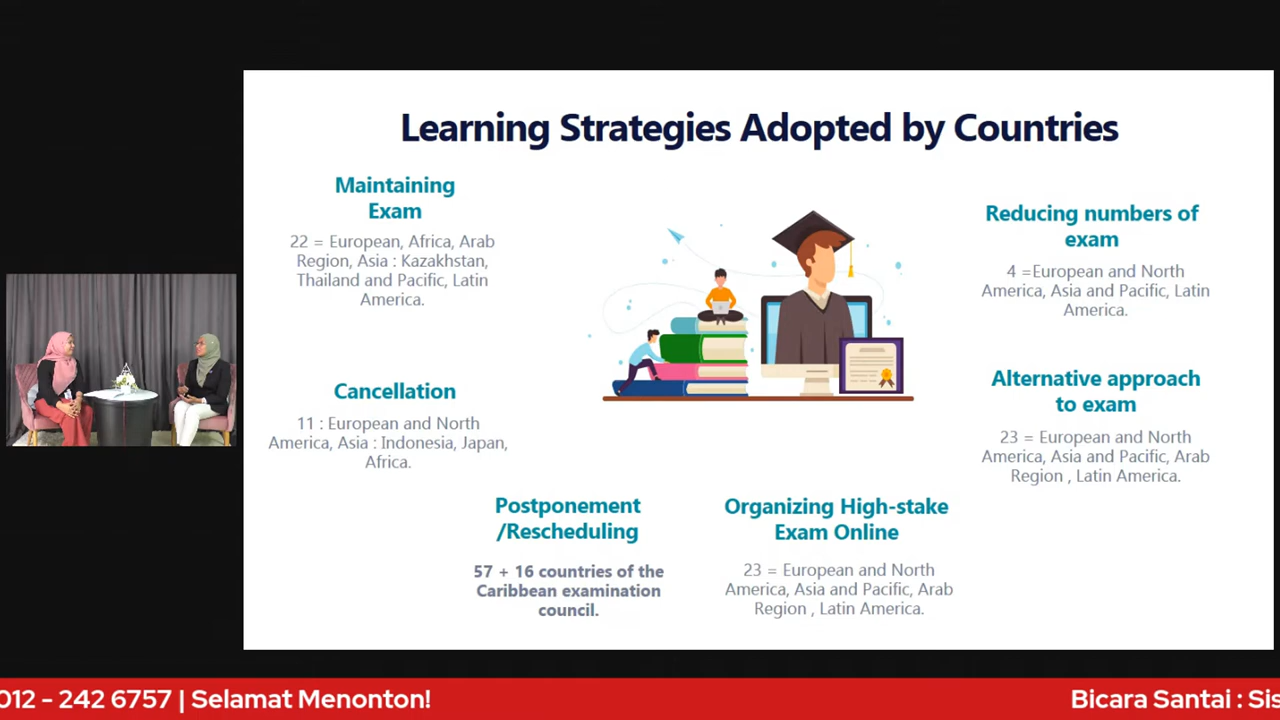 Learning Strategies Adopted by Countries
Maintaining
Exam
22 = European, Africa, Arab
Region, Asia : Kazakhstan,
Thailand and Pacific, Latin
America.
Cancellation
11 : European and North
America, Asia : Indonesia, Japan,
Africa.
Postponement
/Rescheduling
57 + 16 countries of the
Caribbean examination
council.
Organizing High-stake
Exam Online
23 = European and North
America, Asia and Pacific, Arab
Region , Latin America.
Reducing numbers of
exam
4 =European and North
America, Asia and Pacific, Latin
America.
Alternative approach
to exam
23 = European and North
America, Asia and Pacific, Arab
Region , Latin America.
012 - 242 6757 | Selamat Menonton!
Bicara Santai : Sis